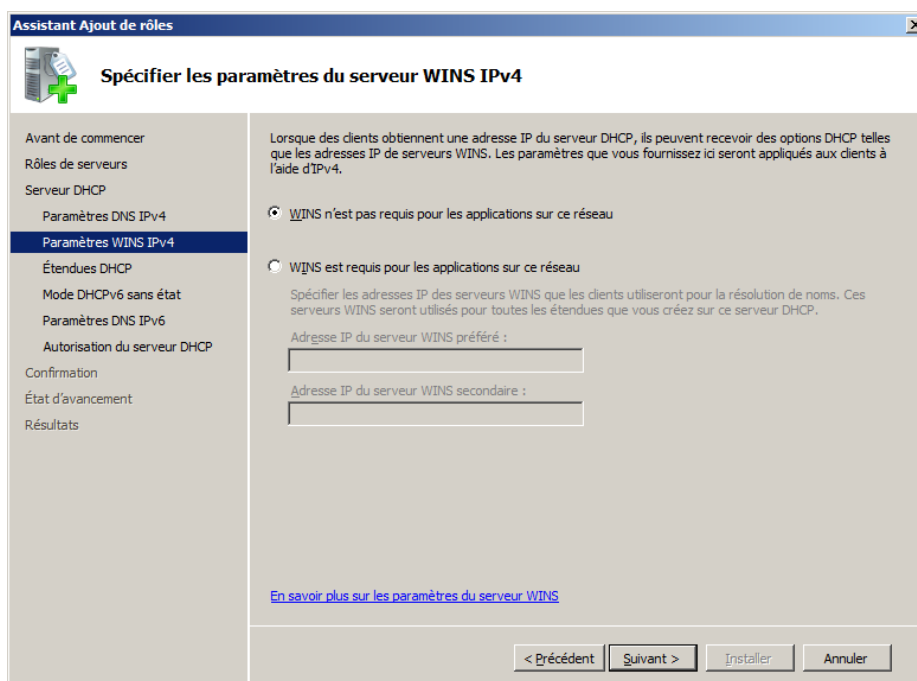 Assistant Ajout de rôles
Spécifier les paramètres du serveur WINS IPv4
Avant de commencer
Rôles de serveurs
Serveur DHCP
Paramètres DNS IPv4
Paramètres WINS IPv4
Étendues DHCP
Mode DHCPv6 sans état
Paramètres DNS IPv6
Autorisation du serveur DHCP
Confirmation
État d'avancement
Résultats
Lorsque des clients obtiennent une adresse IP du serveur DHCP, ils peuvent recevoir des options DHCP telles
que les adresses IP de serveurs WINS. Les paramètres que vous fournissez ici seront appliqués aux clients à
l'aide d'IPv4.
WINS n'est pas requis pour les applications sur ce réseau
WINS est requis pour les applications sur ce réseau
Spécifier les adresses IP des serveurs WINS que les clients utiliseront pour la résolution de noms. Ces
serveurs WINS seront utilisés pour toutes les étendues que vous créez sur ce serveur DHCP.
Adresse IP du serveur WINS préféré :
Adresse IP du serveur WINS secondaire :
En savoir plus sur les paramètres du serveur WINS
< Précédent
Suivant >
Installer
Annuler